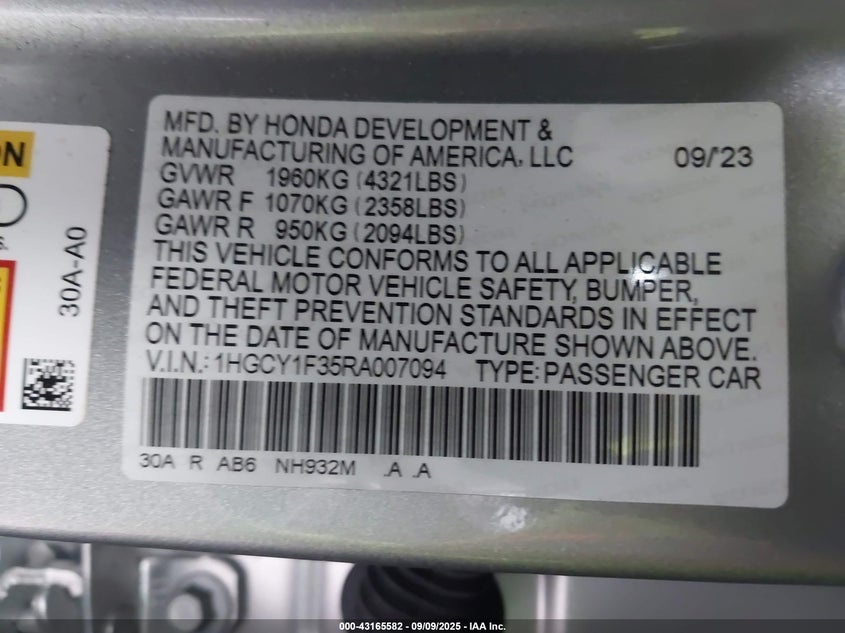 MFD. BY HONDA DEVELOPMENT &
MANUFACTURING OF AMERICA, LLC 09/'23
GVWR 1960KG (4321LBS)
GAWR F 1070KG (2358LBS)
GAWR R 950KG (2094LBS)
THIS VEHICLE CONFORMS TO ALL APPLICABLE
FEDERAL MOTOR VEHICLE SAFETY, BUMPER,
AND THEFT PREVENTION STANDARDS IN EFFECT
ON THE DATE OF MANUFACTURE SHOWN ABOVE.
V.I.N.: 1HGCY1F35RA007094 TYPE: PASSENGER CAR
30A R AB6 NH932M .A .A
30A-A0
ON
s.
000-43165582 - 09/09/2025 - IAA Inc.